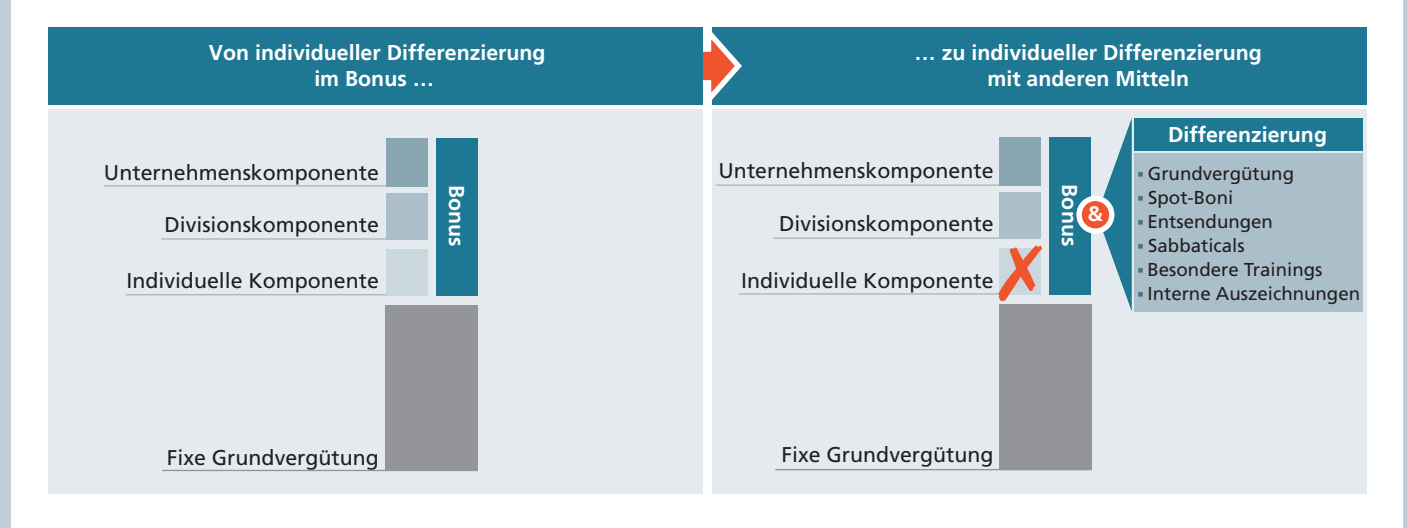 Von individueller Differenzierung
im Bonus …
… zu individueller Differenzierung
mit anderen Mitteln
Unternehmenskomponente
Divisionskomponente
Individuelle Komponente
Bonus
Fixe Grundvergütung
Unternehmenskomponente
Divisionskomponente
Individuelle Komponente
Bonus
&
Fixe Grundvergütung
Differenzierung
▪ Grundvergütung
▪ Spot-Boni
▪ Entsendungen
▪ Sabbaticals
▪ Besondere Trainings
▪ Interne Auszeichnungen